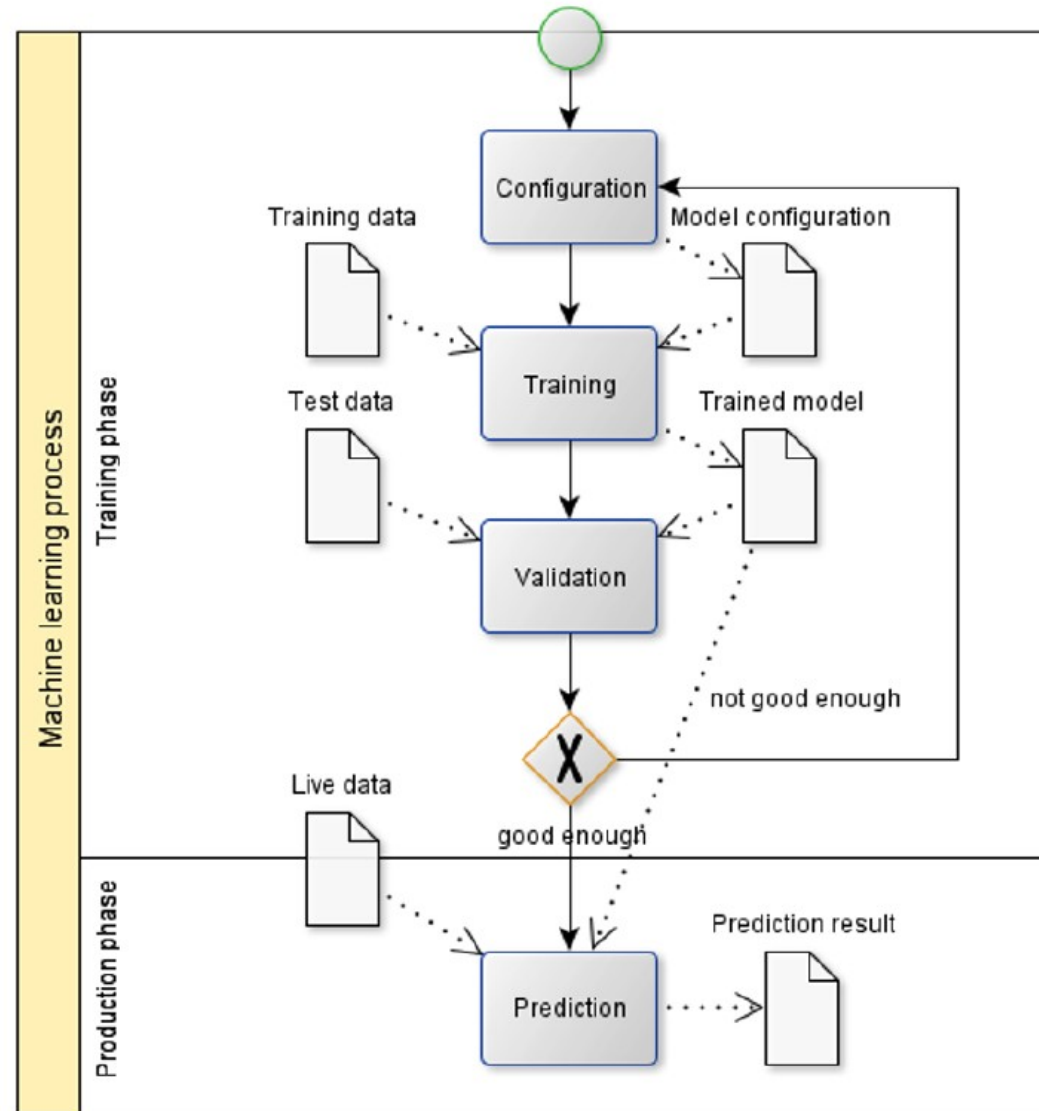 Machine learning process
Training phase
Configuration
Training data
Model configuration
Training
Test data
Trained model
Validation
not good enough
X
Live data
good enough
Production phase
Prediction result
Prediction